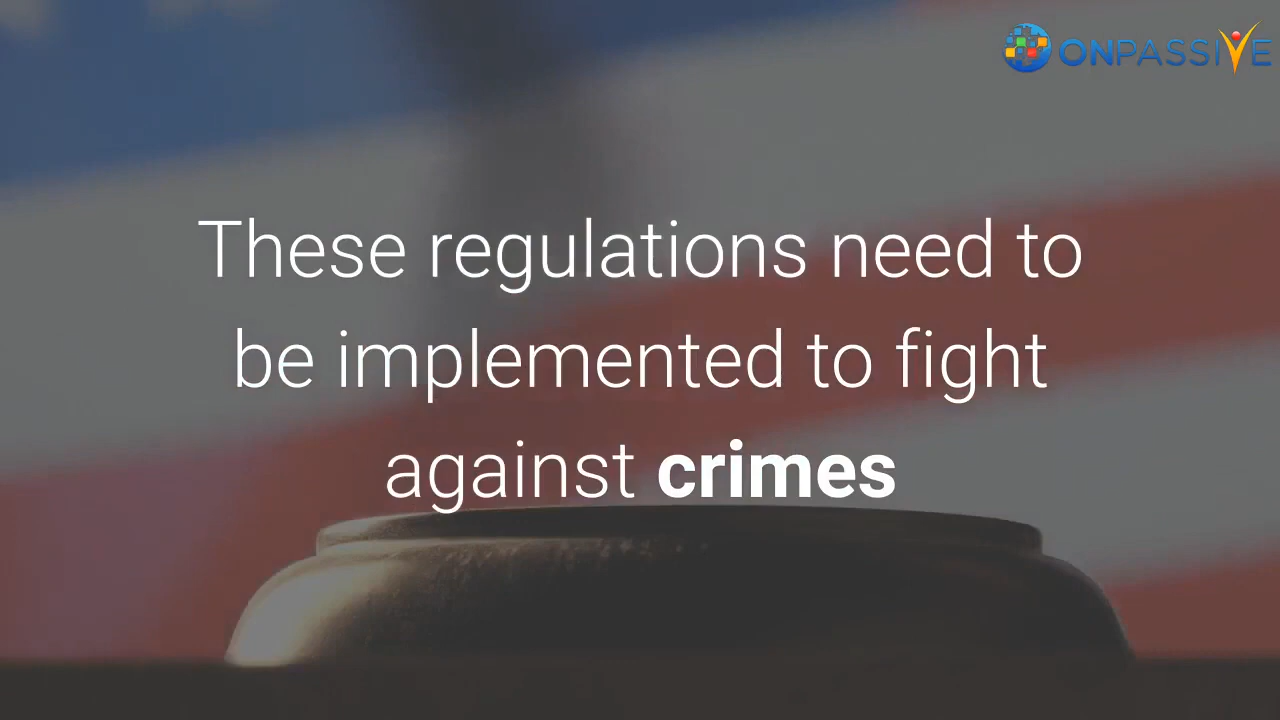 ONPASSIVE
These regulations need to
be implemented to fight
against crimes